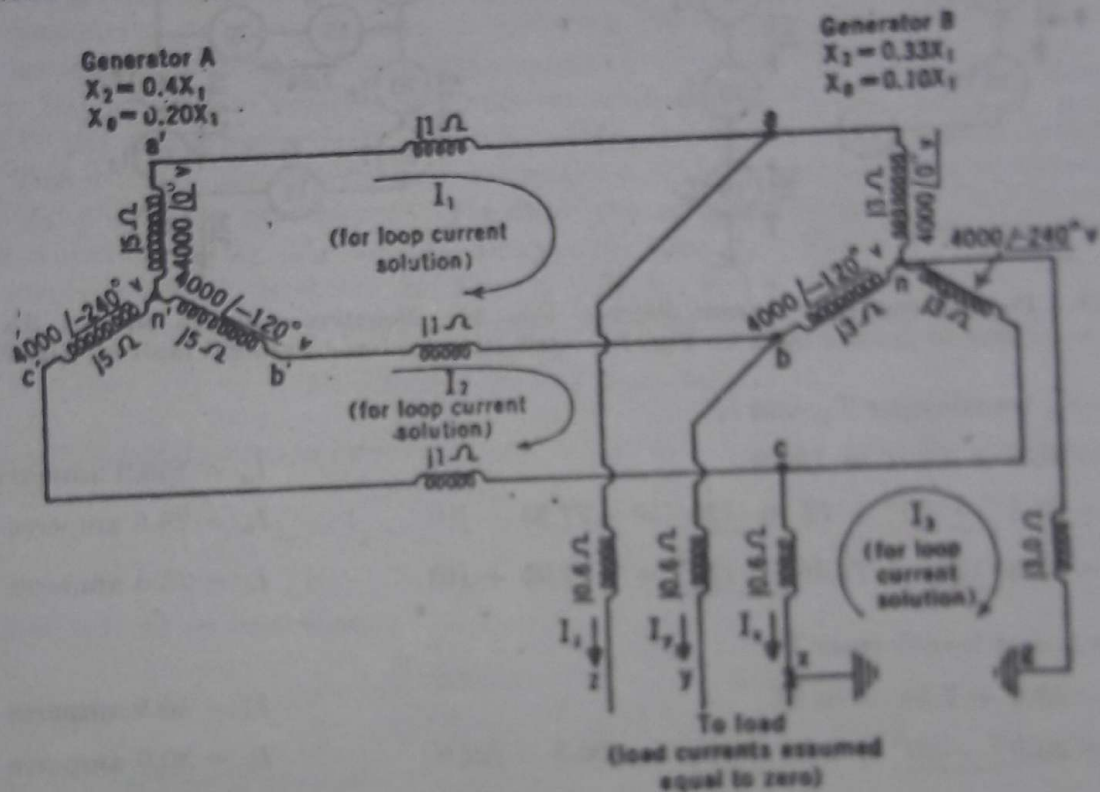 Generator A
X₂ = 0.4X₁
X₀ = 0.20X₁
Generator B
X₂ = 0.33X₁
X₀ = 0.10X₁
a'
j1 Ω
a
j5 Ω
4000 /0° v
I₁
(for loop current
solution)
j3 Ω
4000 /0° v
4000 /-240° v
4000 /-240° v
4000 /-120° v
n'
j5 Ω
j5 Ω
c'
b'
j1 Ω
4000 /-120° v
n
j3 Ω
j3 Ω
b
I₂
(for loop current
solution)
j1 Ω
c
I₃
(for loop
current
solution)
j0.6 Ω
j0.6 Ω
j0.6 Ω
j3.0 Ω
I
I
I
x
z
y
To load
(load currents assumed
equal to zero)